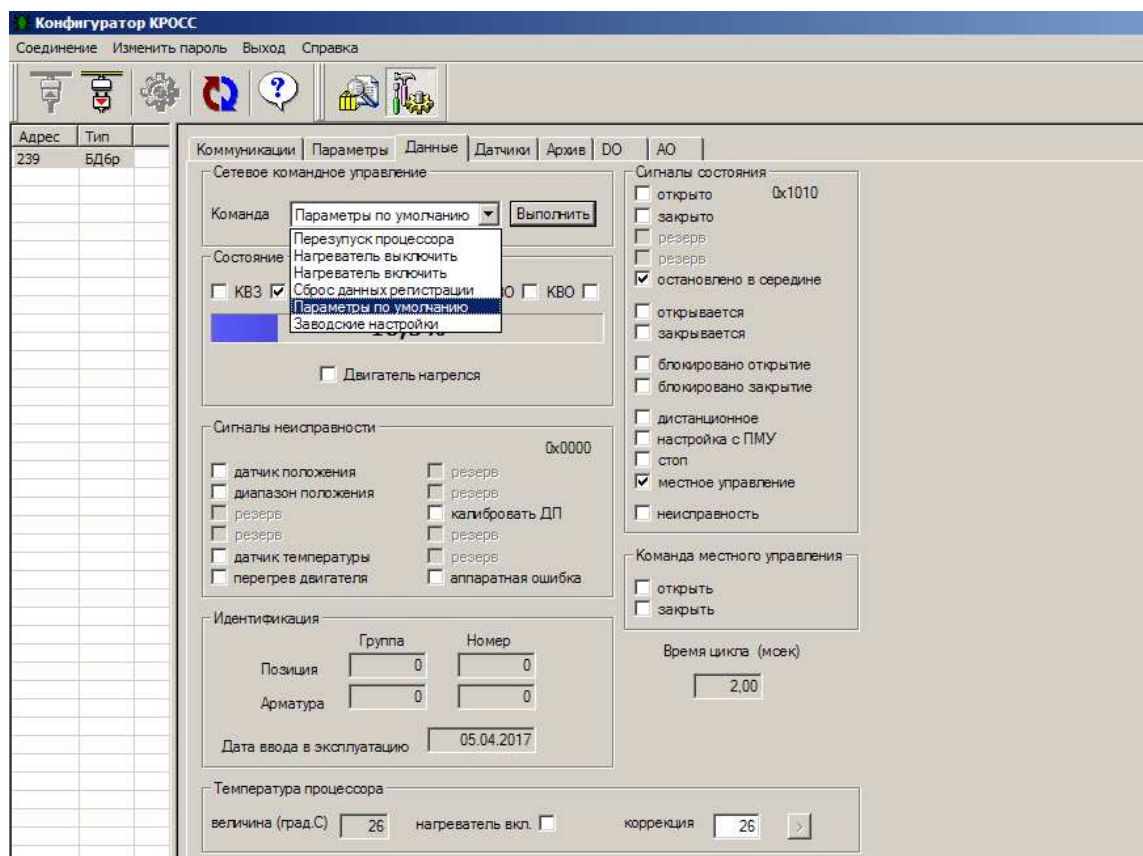 Конфигуратор КРОСС
Соединение Изменить пароль Выход Справка
Адрес Тип
239 БД6р
Коммуникации Параметры Данные Датчики Архив DO AO
Сетевое командное управление
Команда Параметры по умолчанию Выполнить
Перезупуск процессора
Нагреватель выключить
Нагреватель включить
Сброс данных регистрации
Параметры по умолчанию
Заводские настройки
Состояние
КВЗ КВО
Двигатель нагрелся
Сигналы неисправности
0x0000
датчик положения резерв
диапазон положения резерв
резерв калибровать ДП
резерв резерв
датчик температуры резерв
перегрев двигателя аппаратная ошибка
Идентификация
Группа Номер
Позиция 0 0
Арматура 0 0
Дата ввода в эксплуатацию 05.04.2017
Сигналы состояния
открыто 0x1010
закрыто
резерв
резерв
остановлено в середине
открывается
закрывается
блокировано открытие
блокировано закрытие
дистанционное
настройка с ПМУ
стоп
местное управление
неисправность
Команда местного управления
открыть
закрыть
Время цикла (мсек)
2,00
Температура процессора
величина (град.С) 26 нагреватель вкл. коррекция 26 >